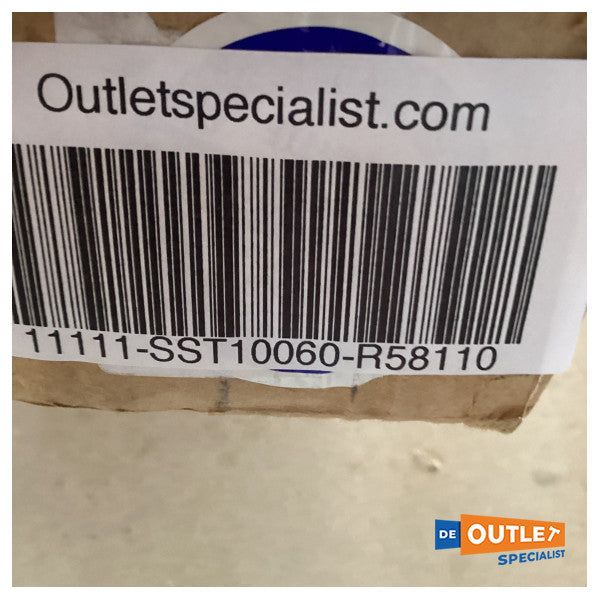 Outletspecialist.com
11111-SST10060-R58110
DE OUTLET
SPECIALIST